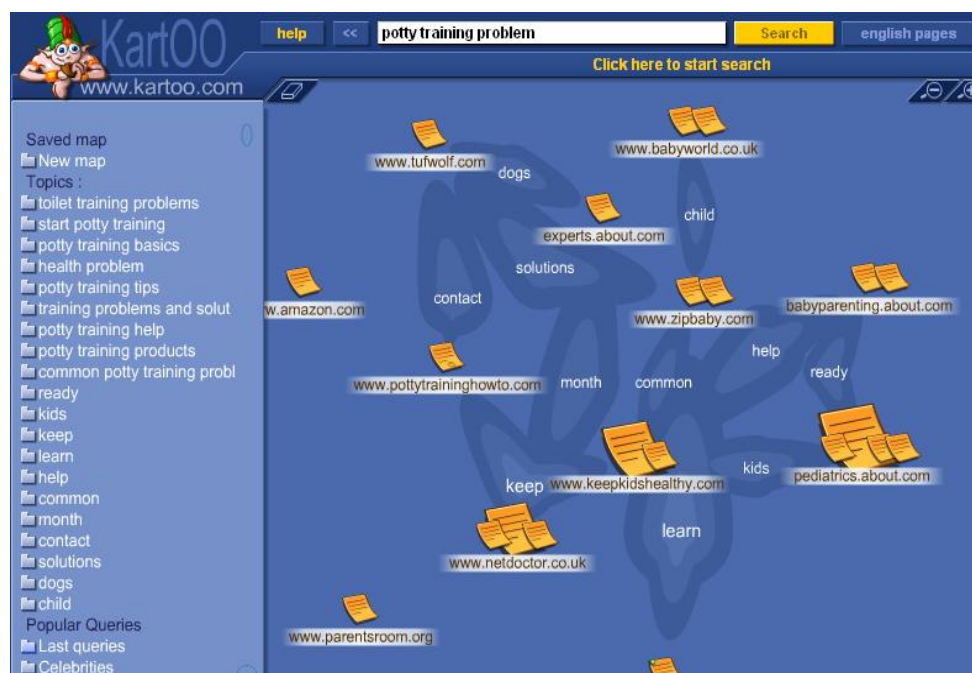 KartOO
www.kartoo.com
help << potty training problem Search english pages
Click here to start search
Saved map
New map
Topics :
toilet training problems
start potty training
potty training basics
health problem
potty training tips
training problems and solut
potty training help
potty training products
common potty training probl
ready
kids
keep
learn
help
common
month
contact
solutions
dogs
child
Popular Queries
Last queries
Celebrities
www.tufwolf.com
www.babyworld.co.uk
dogs
child
experts.about.com
solutions
contact
w.amazon.com
www.zipbaby.com
babyparenting.about.com
help
ready
www.pottytraininghowto.com
month
common
kids
pediatrics.about.com
keep
www.keepkidshealthy.com
learn
www.netdoctor.co.uk
www.parentsroom.org